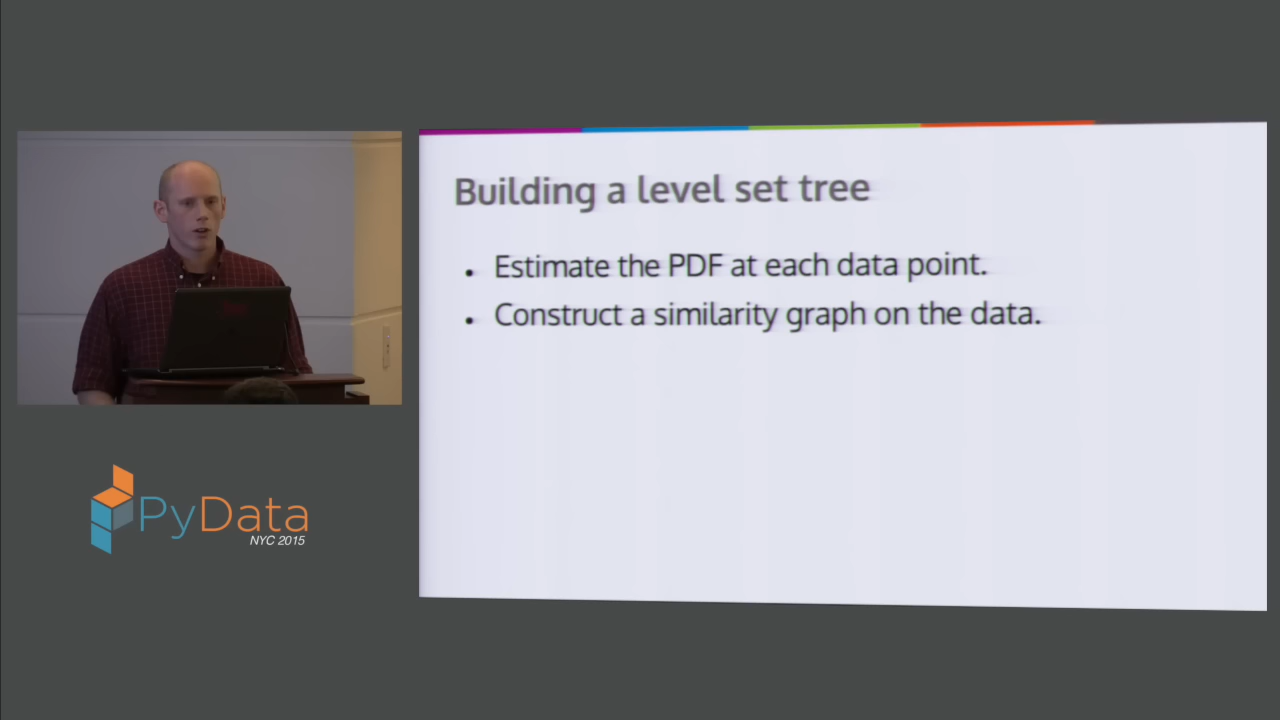 Building a level set tree
• Estimate the PDF at each data point.
• Construct a similarity graph on the data.
PyData
NYC 2015